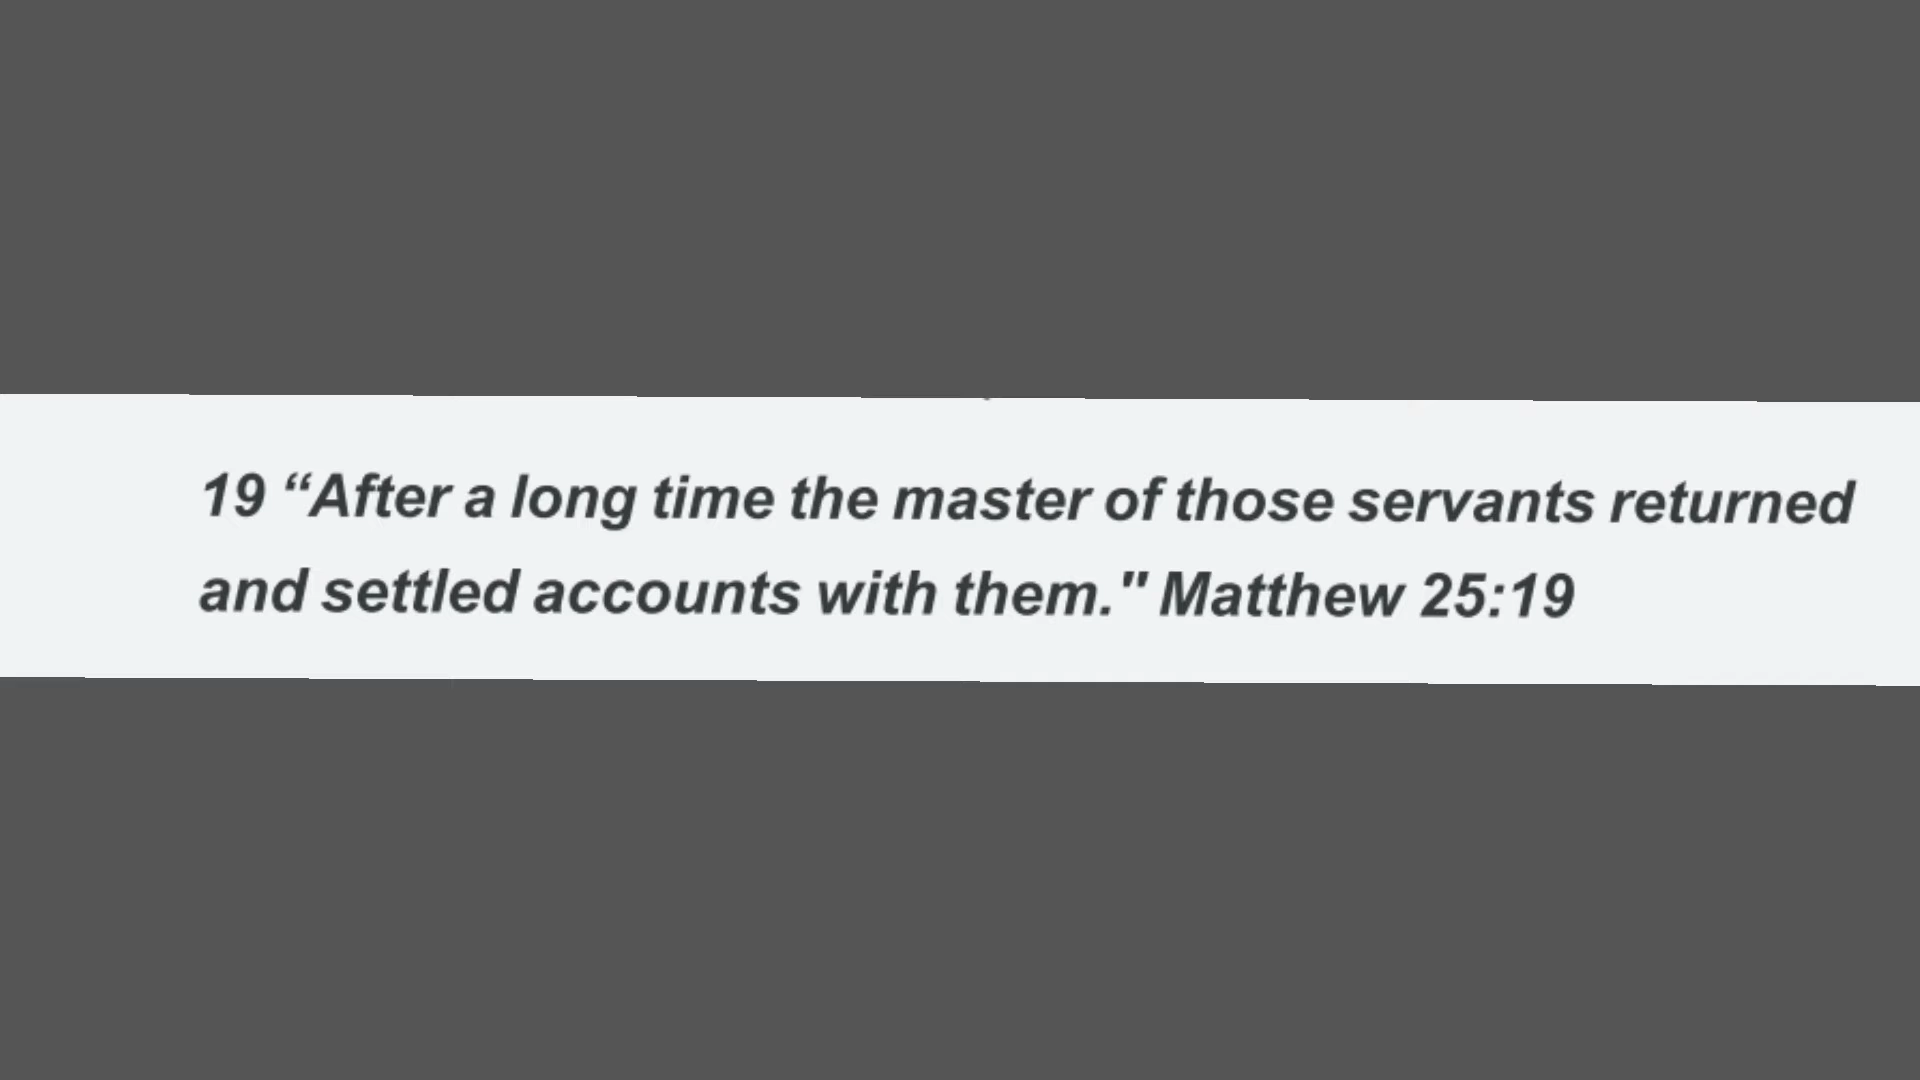 19 “After a long time the master of those servants returned
and settled accounts with them." Matthew 25:19